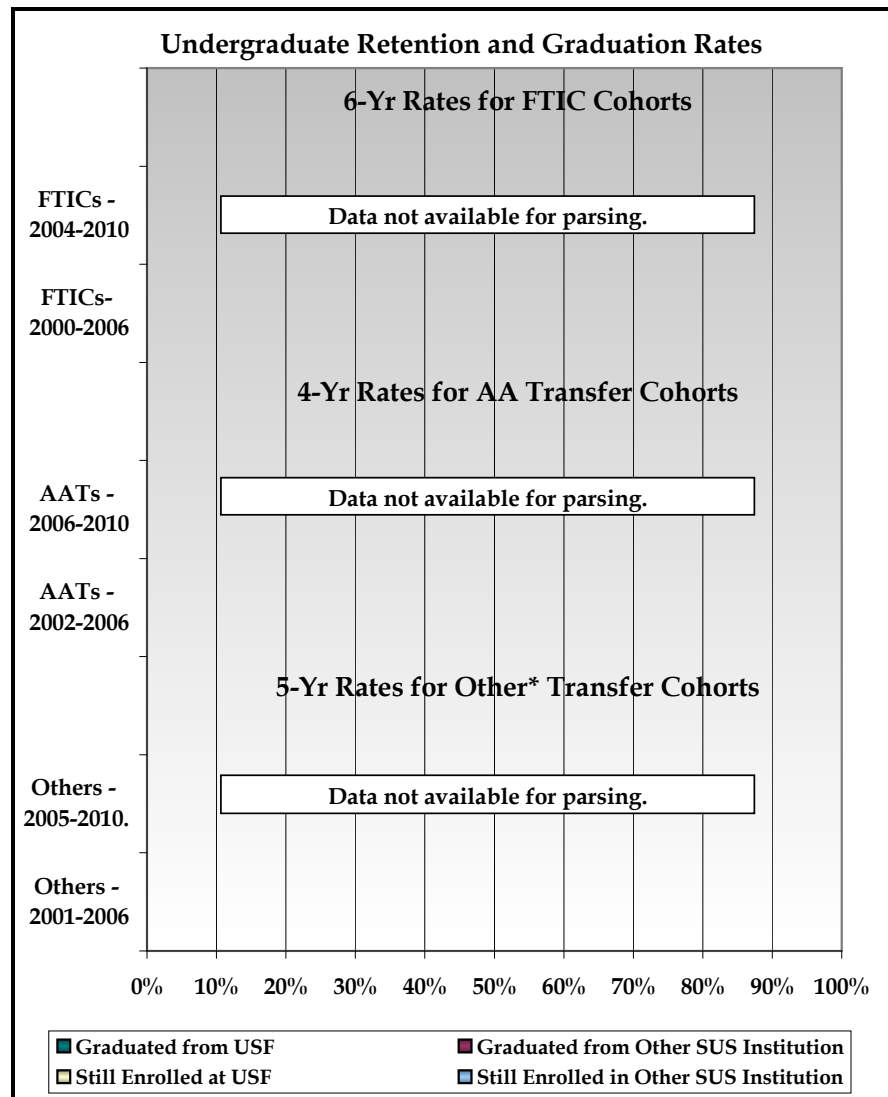 Undergraduate Retention and Graduation Rates
6-Yr Rates for FTIC Cohorts
FTICs -
2004-2010
Data not available for parsing.
FTICs-
2000-2006
4-Yr Rates for AA Transfer Cohorts
AATs -
2006-2010
Data not available for parsing.
AATs -
2002-2006
5-Yr Rates for Other* Transfer Cohorts
Others -
2005-2010.
Data not available for parsing.
Others -
2001-2006
0% 10% 20% 30% 40% 50% 60% 70% 80% 90% 100%
Graduated from USF Graduated from Other SUS Institution
Still Enrolled at USF Still Enrolled in Other SUS Institution